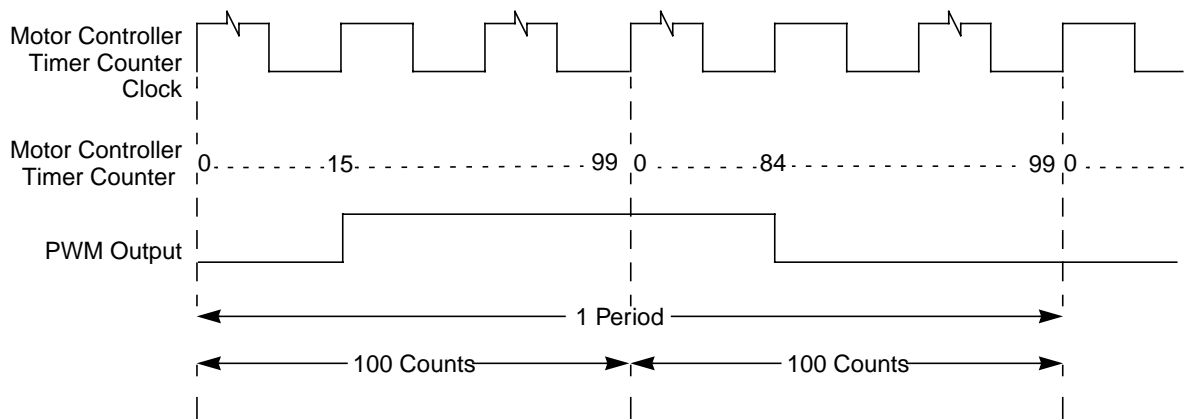 Motor Controller
Timer Counter
Clock
Motor Controller
Timer Counter
0 15 99 0 84 99 0
PWM Output
1 Period
100 Counts 100 Counts